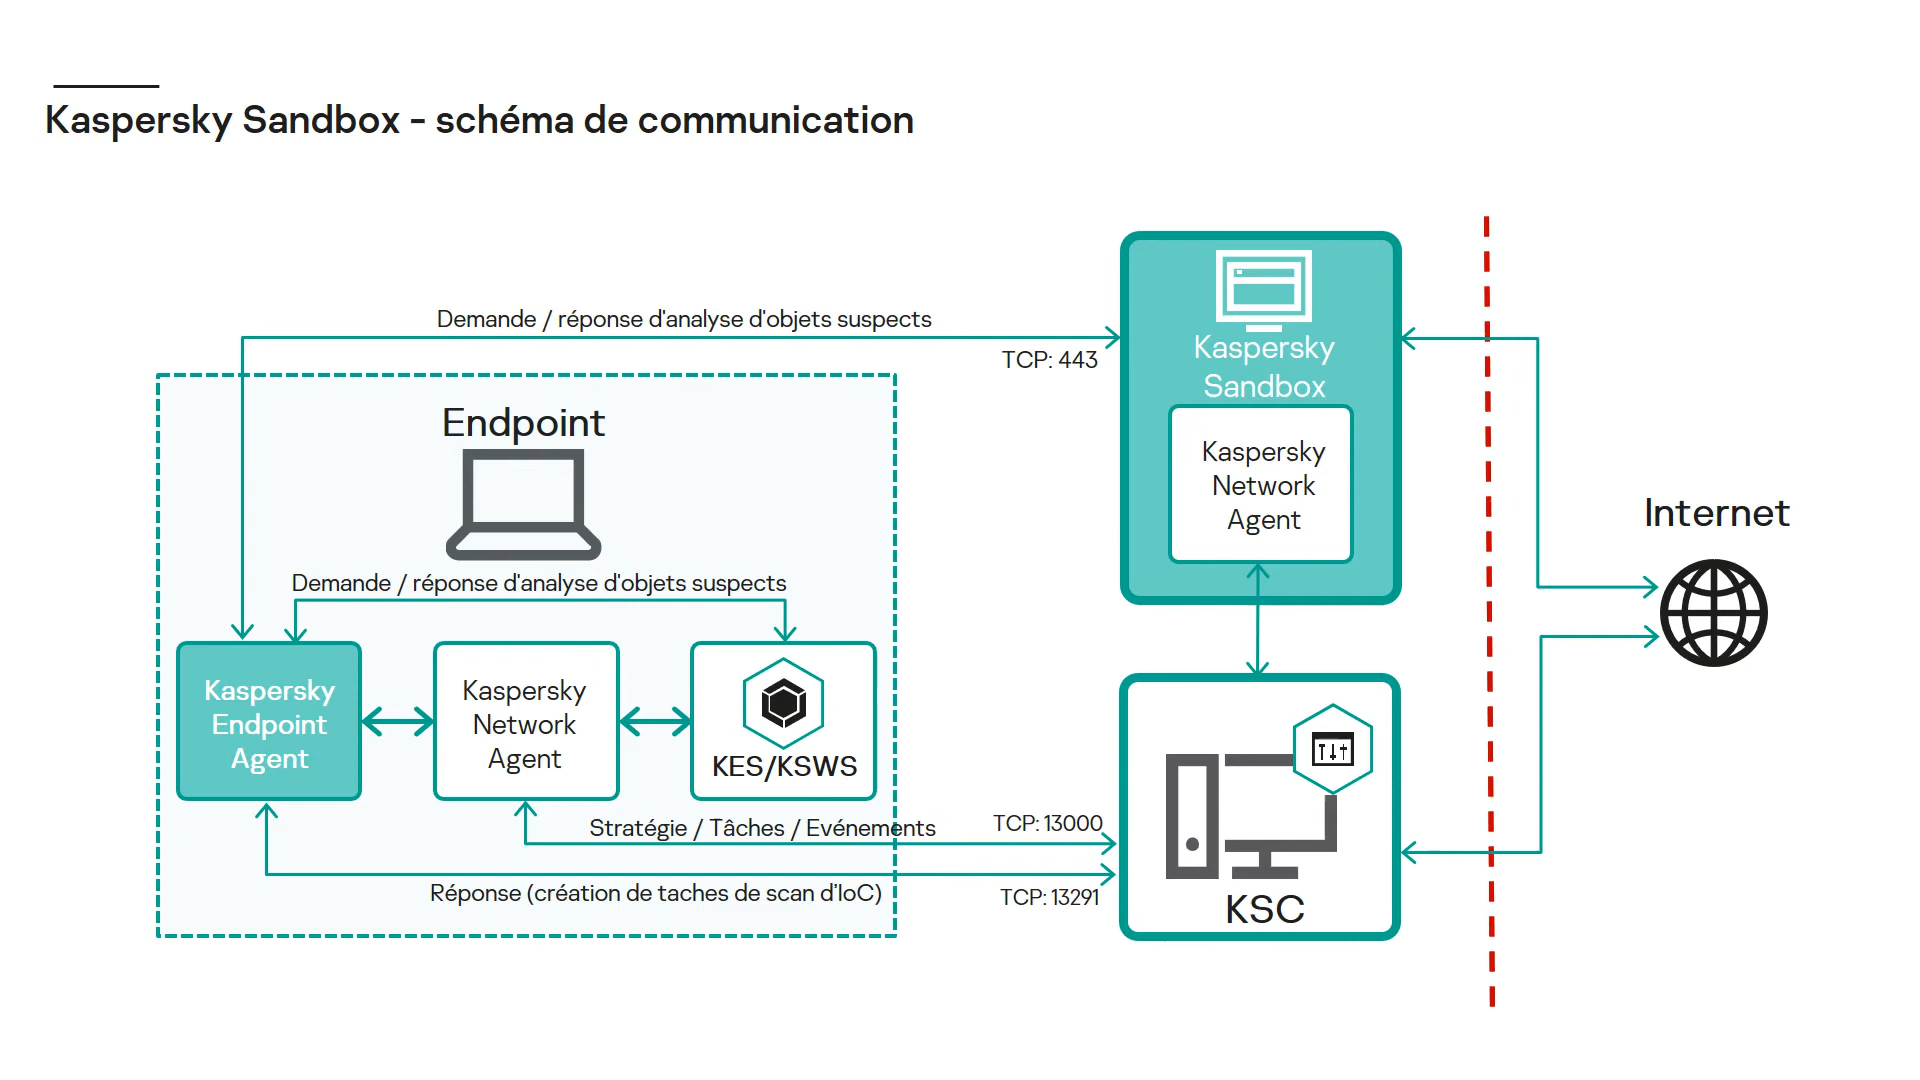 Kaspersky Sandbox - schéma de communication
Demande / réponse d'analyse d'objets suspects
TCP: 443
Kaspersky
Sandbox
Kaspersky
Network
Agent
Endpoint
Internet
Demande / réponse d'analyse d'objets suspects
Kaspersky
Endpoint
Agent
Kaspersky
Network
Agent
KES/KSWS
Stratégie / Tâches / Evénements
TCP: 13000
Réponse (création de taches de scan d'IoC)
TCP: 13291
KSC